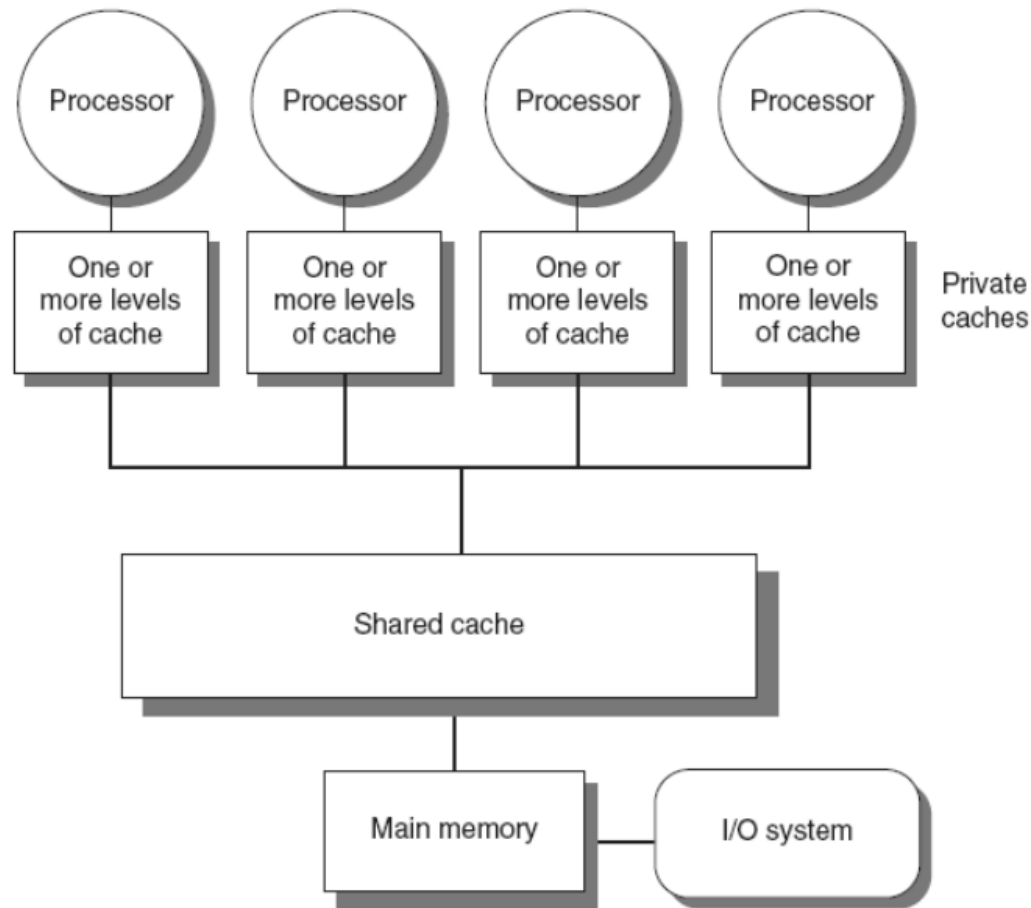 Processor
Processor
Processor
Processor
One or
more levels
of cache
One or
more levels
of cache
One or
more levels
of cache
One or
more levels
of cache
Private
caches
Shared cache
Main memory
I/O system